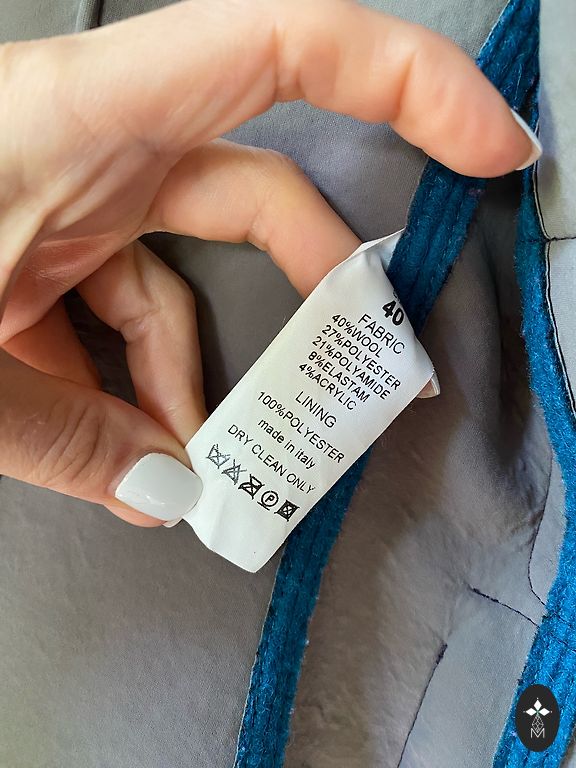 40
FABRIC
40%WOOL
27%POLYESTER
21%POLYAMIDE
8%ELASTAM
4%ACRYLIC
LINING
100%POLYESTER
made in italy
DRY CLEAN ONLY
P
M